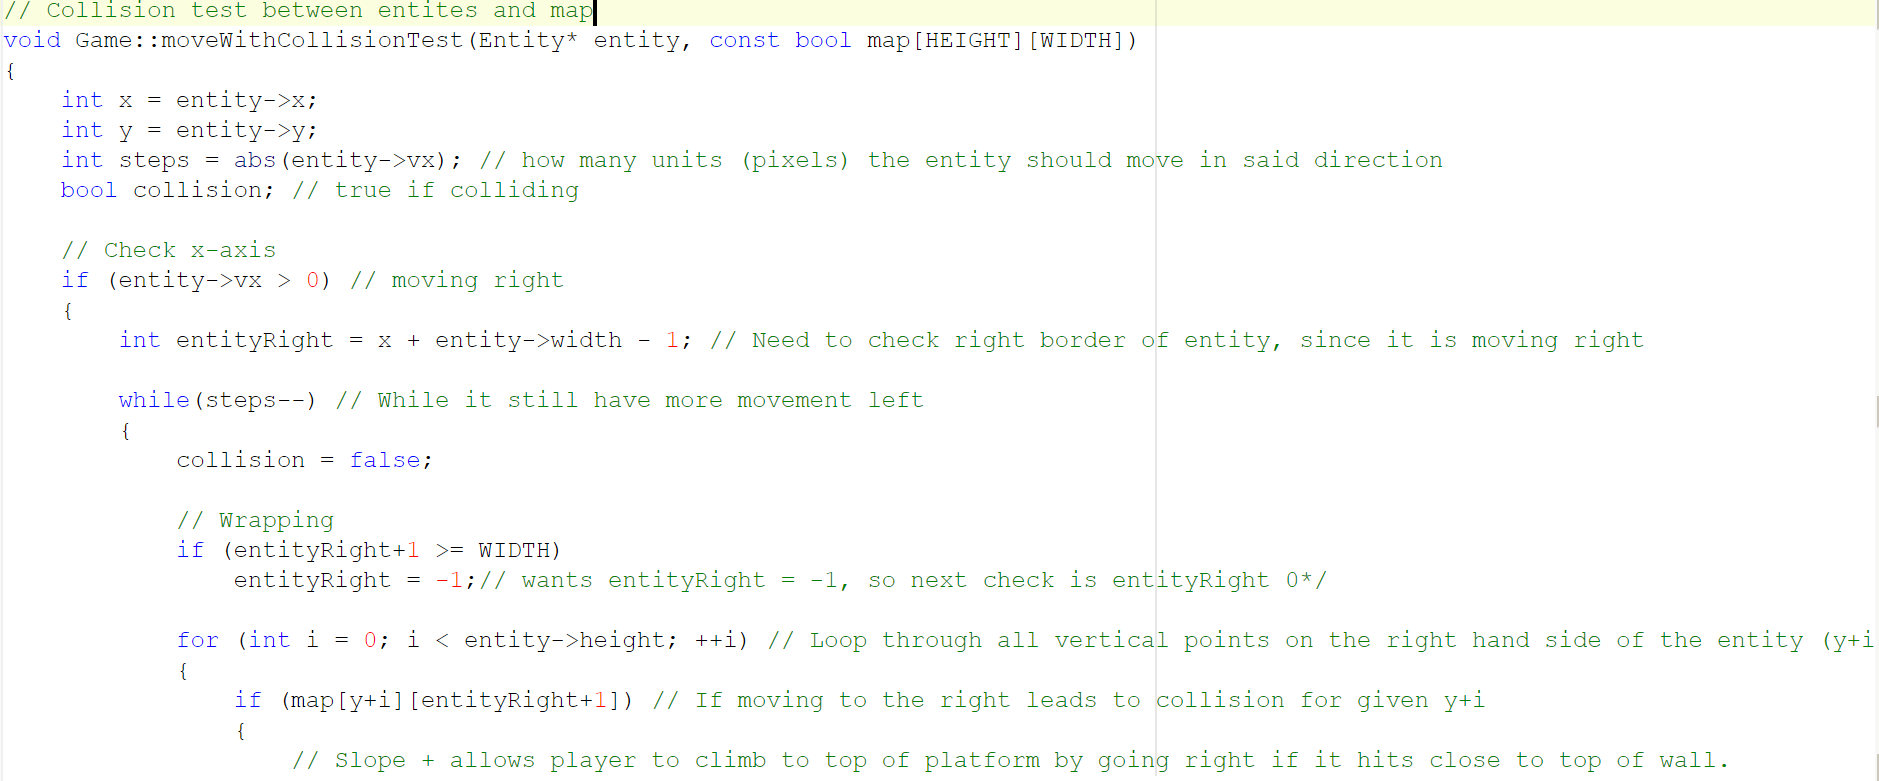 // Collision test between entites and map
void Game::moveWithCollisionTest(Entity* entity, const bool map[HEIGHT][WIDTH])
{
    int x = entity->x;
    int y = entity->y;
    int steps = abs(entity->vx); // how many units (pixels) the entity should move in said direction
    bool collision; // true if colliding

    // Check x-axis
    if (entity->vx > 0) // moving right
    {
        int entityRight = x + entity->width - 1; // Need to check right border of entity, since it is moving right

        while(steps--) // While it still have more movement left
        {
            collision = false;

            // Wrapping
            if (entityRight+1 >= WIDTH)
                entityRight = -1;// wants entityRight = -1, so next check is entityRight 0*/

            for (int i = 0; i < entity->height; ++i) // Loop through all vertical points on the right hand side of the entity (y+i
            {
                if (map[y+i][entityRight+1]) // If moving to the right leads to collision for given y+i
                {
                    // Slope + allows player to climb to top of platform by going right if it hits close to top of wall.